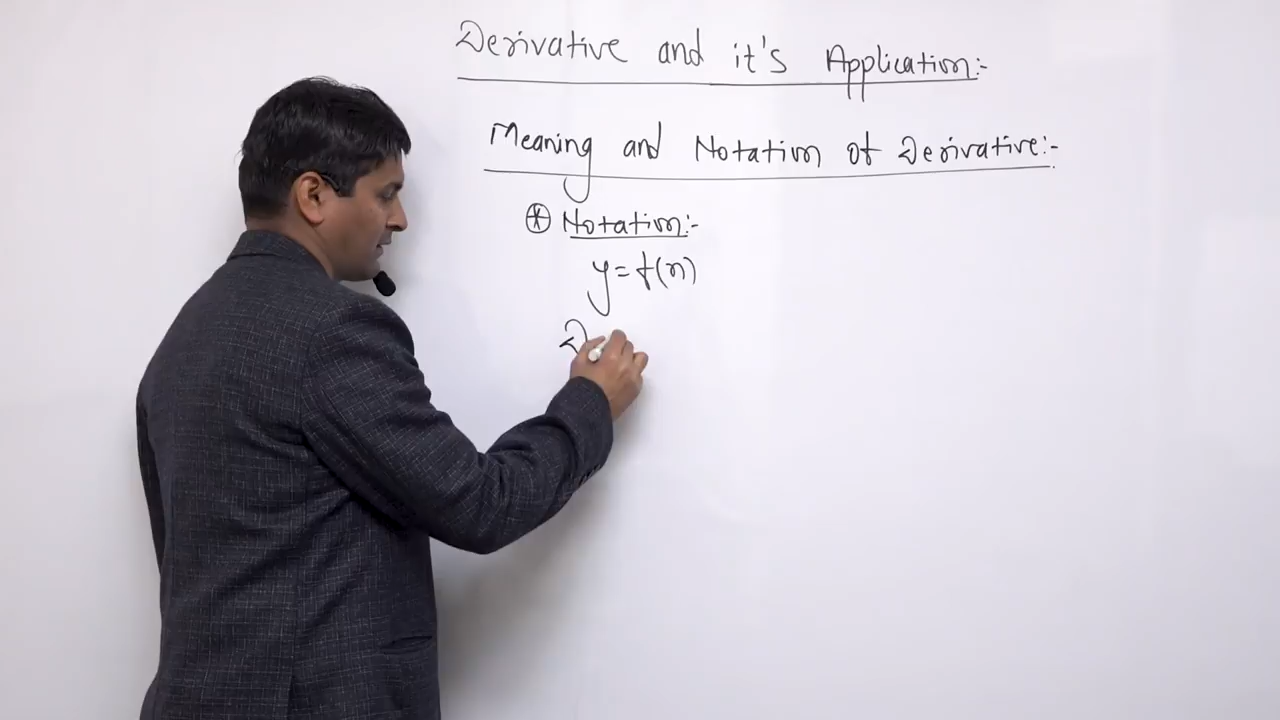 Derivative and it's Application:-
Meaning and Notation of Derivative:-
* Notation:-
y=f(x)
D